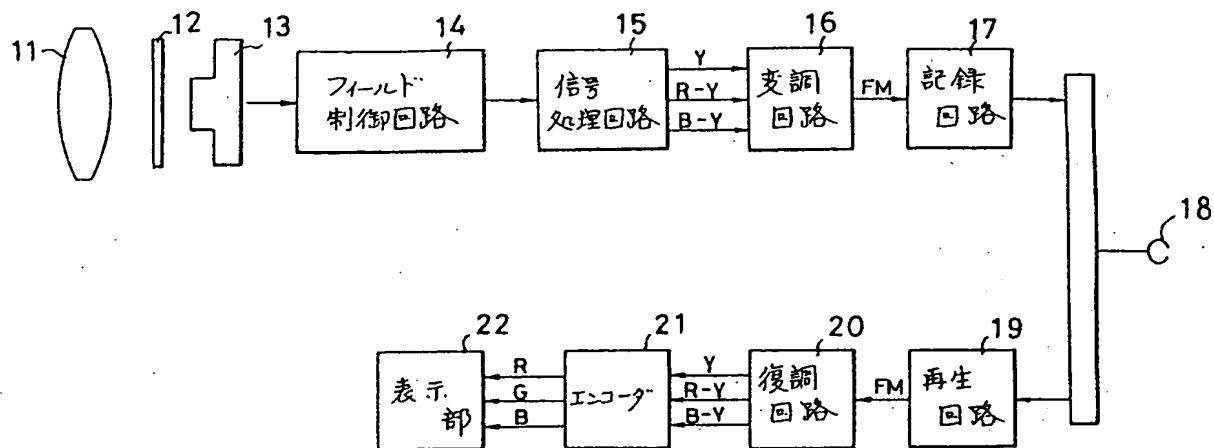 11
12
13
14
フィールド
制御回路
15
信号
処理回路
Y
R-Y
B-Y
16
変調
回路
FM
17
記録
回路
18
22
表示
部
R
G
B
21
エンコーダ
Y
R-Y
B-Y
20
復調
回路
FM
19
再生
回路